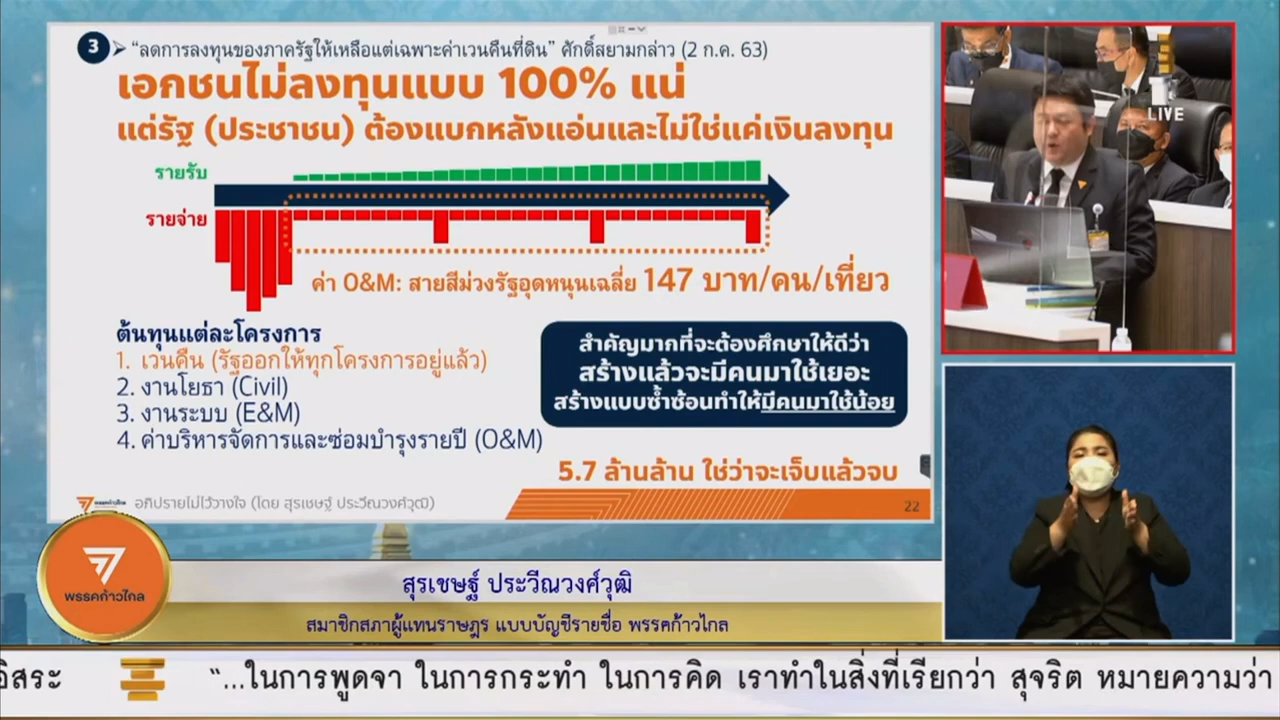 3 ➢ “ลดการลงทุนของภาครัฐให้เหลือแต่เฉพาะค่าเวนคืนที่ดิน” ศักดิ์สยามกล่าว (2 ก.ค. 63)
เอกชนไม่ลงทุนแบบ 100% แน่
แต่รัฐ (ประชาชน) ต้องแบกหลังแอ่นและไม่ใช่แค่เงินลงทุน
รายรับ
รายจ่าย
ค่า O&M: สายสีม่วงรัฐอุดหนุนเฉลี่ย 147 บาท/คน/เที่ยว
ต้นทุนแต่ละโครงการ
1. เวนคืน (รัฐออกให้ทุกโครงการอยู่แล้ว)
2. งานโยธา (Civil)
3. งานระบบ (E&M)
4. ค่าบริหารจัดการและซ่อมบำรุงรายปี (O&M)
สำคัญมากที่จะต้องศึกษาให้ดีว่า
สร้างแล้วจะมีคนมาใช้เยอะ
สร้างแบบซ้ำซ้อนทำให้มีคนมาใช้น้อย
5.7 ล้านล้าน ใช่ว่าจะเจ็บแล้วจบ
พรรคก้าวไกล
อภิปรายไม่ไว้วางใจ (โดย สุรเชษฐ์ ประวีณวงศ์วุฒิ)
22
LIVE
พรรคก้าวไกล
สุรเชษฐ์ ประวีณวงศ์วุฒิ
สมาชิกสภาผู้แทนราษฎร แบบบัญชีรายชื่อ พรรคก้าวไกล
อิสระ “...ในการพูดจา ในการกระทำ ในการคิด เราทำในสิ่งที่เรียกว่า สุจริต หมายความว่า